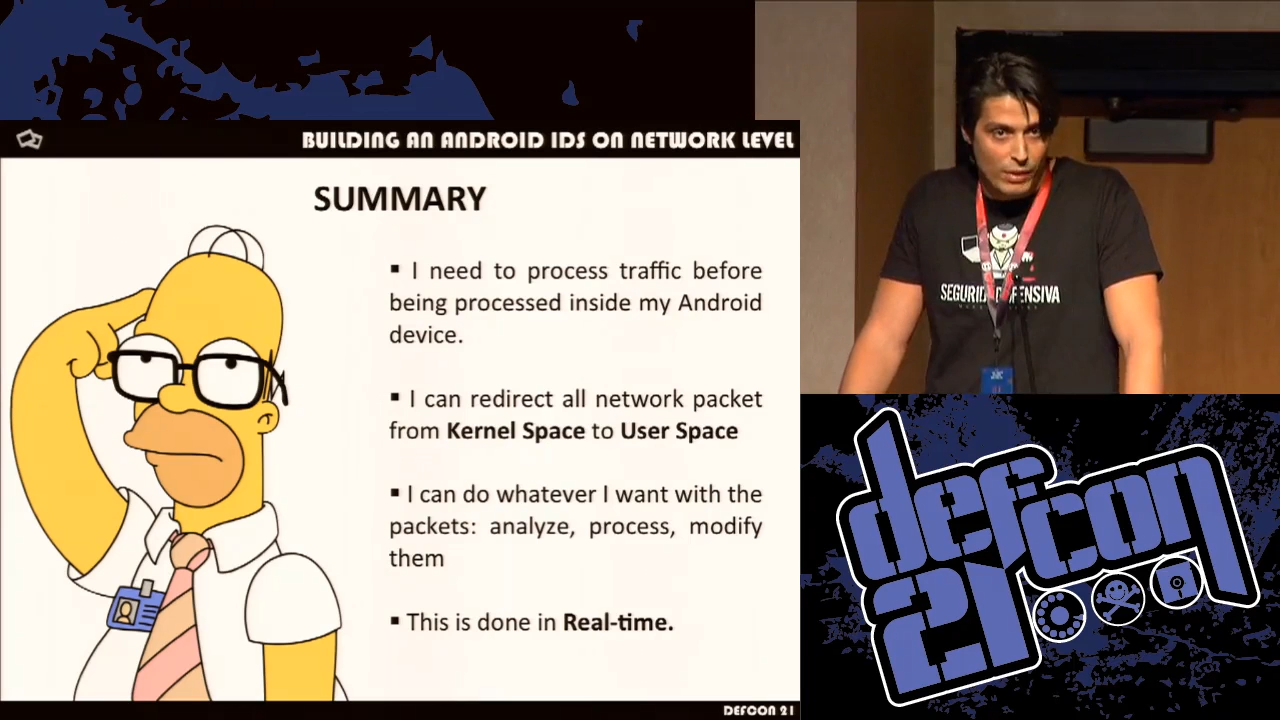 BUILDING AN ANDROID IDS ON NETWORK LEVEL
SUMMARY
▪ I need to process traffic before
being processed inside my Android
device.
▪ I can redirect all network packet
from Kernel Space to User Space
▪ I can do whatever I want with the
packets: analyze, process, modify
them
▪ This is done in Real-time.
DEFCON 21
defcon
21